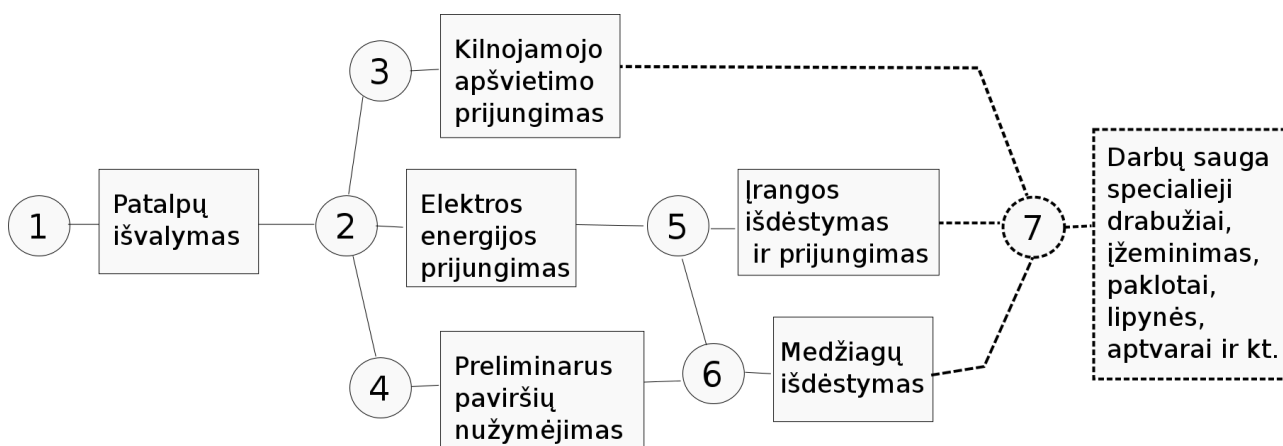 3
Kilnojamojo
apšvietimo
prijungimas
1
Patalpų
išvalymas
2
Elektros
energijos
prijungimas
5
Įrangos
išdėstymas
ir prijungimas
7
Darbų sauga
specialieji
drabužiai,
įžeminimas,
paklotai,
lipynės,
aptvarai ir kt.
4
Preliminarus
paviršių
nužymėjimas
6
Medžiagų
išdėstymas